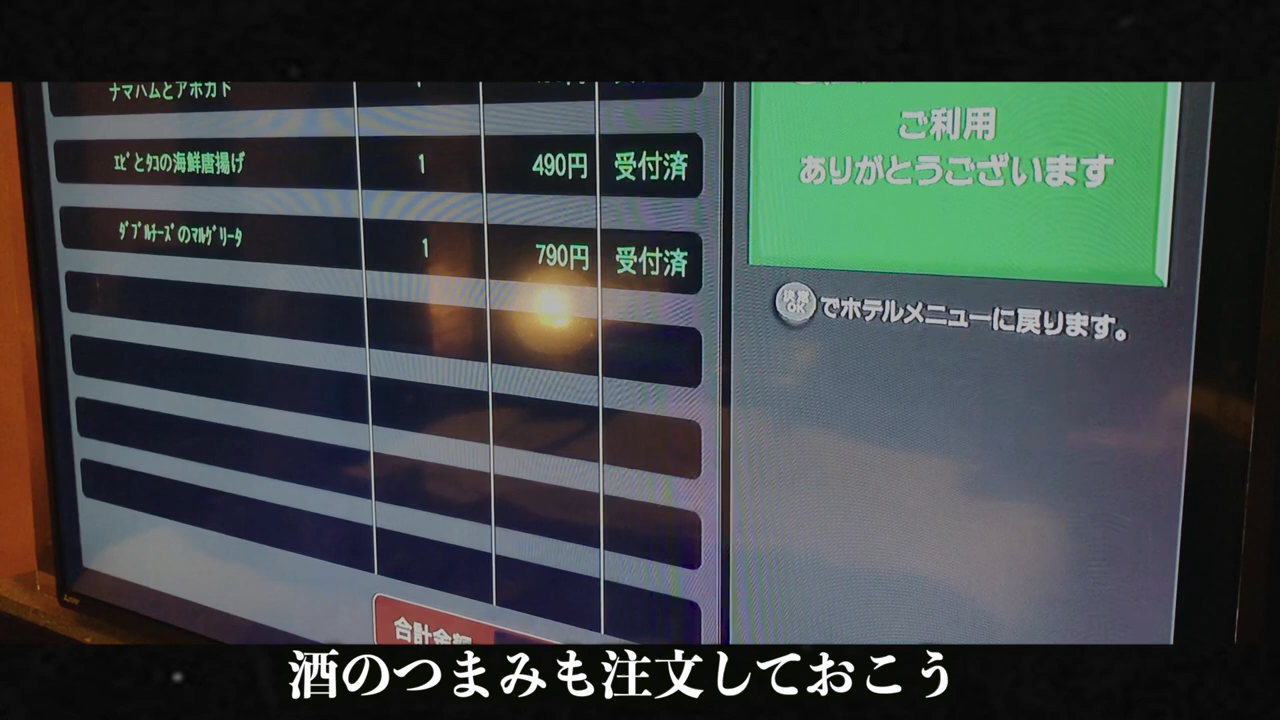 ナマハムとアボカド 1
ｴﾋﾞとﾀｺの海鮮唐揚げ 1 490円 受付済
ﾀﾞﾌﾞﾙﾁｰｽﾞのﾏﾙｹﾞﾘｰﾀ 1 790円 受付済
合計金額
ご利用
ありがとうございます
決定OKでホテルメニューに戻ります。
酒のつまみも注文しておこう